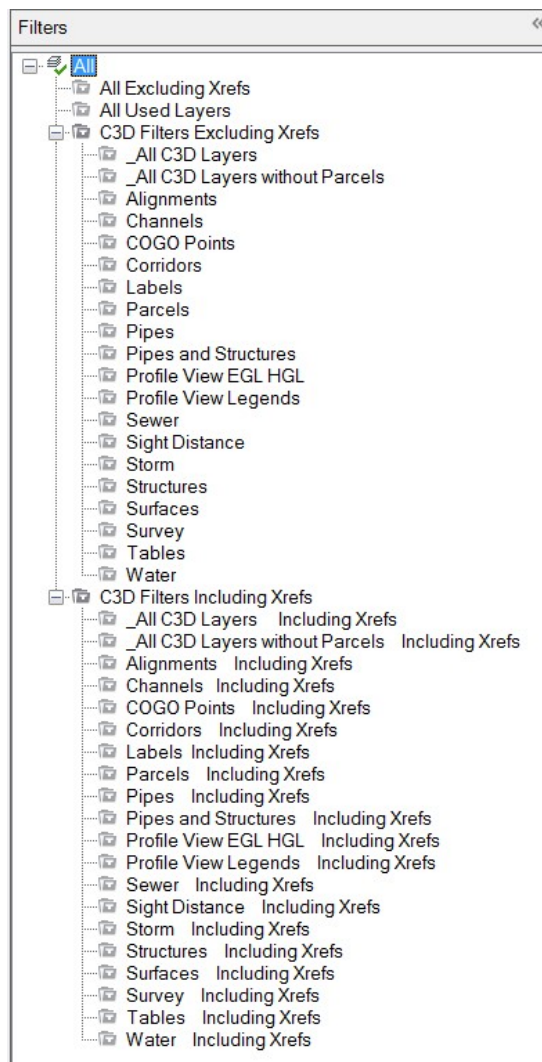 Filters
All
All Excluding Xrefs
All Used Layers
C3D Filters Excluding Xrefs
_All C3D Layers
_All C3D Layers without Parcels
Alignments
Channels
COGO Points
Corridors
Labels
Parcels
Pipes
Pipes and Structures
Profile View EGL HGL
Profile View Legends
Sewer
Sight Distance
Storm
Structures
Surfaces
Survey
Tables
Water
C3D Filters Including Xrefs
_All C3D Layers Including Xrefs
_All C3D Layers without Parcels Including Xrefs
Alignments Including Xrefs
Channels Including Xrefs
COGO Points Including Xrefs
Corridors Including Xrefs
Labels Including Xrefs
Parcels Including Xrefs
Pipes Including Xrefs
Pipes and Structures Including Xrefs
Profile View EGL HGL Including Xrefs
Profile View Legends Including Xrefs
Sewer Including Xrefs
Sight Distance Including Xrefs
Storm Including Xrefs
Structures Including Xrefs
Surfaces Including Xrefs
Survey Including Xrefs
Tables Including Xrefs
Water Including Xrefs